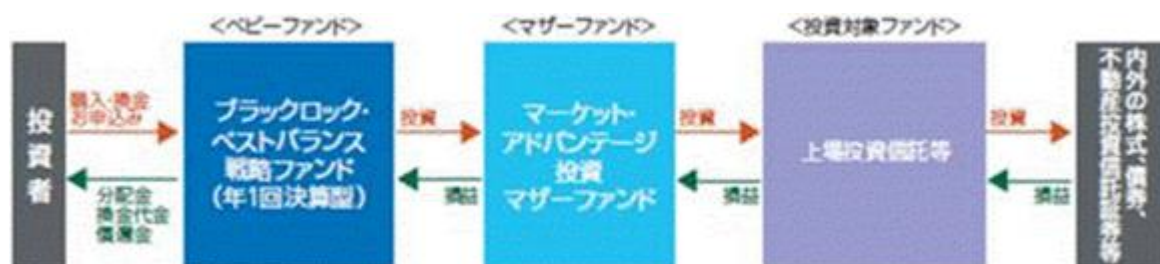 <ベビーファンド>
<マザーファンド>
<投資対象ファンド>
投資者
購入・換金
お申込み
分配金
換金代金
償還金
ブラックロック・
ベストバランス
戦略ファンド
(年1回決算型)
投資
損益
マーケット・
アドバンテージ
投資
マザーファンド
投資
損益
上場投資信託等
投資
損益
内外の株式、債券、
不動産投資信託証券等